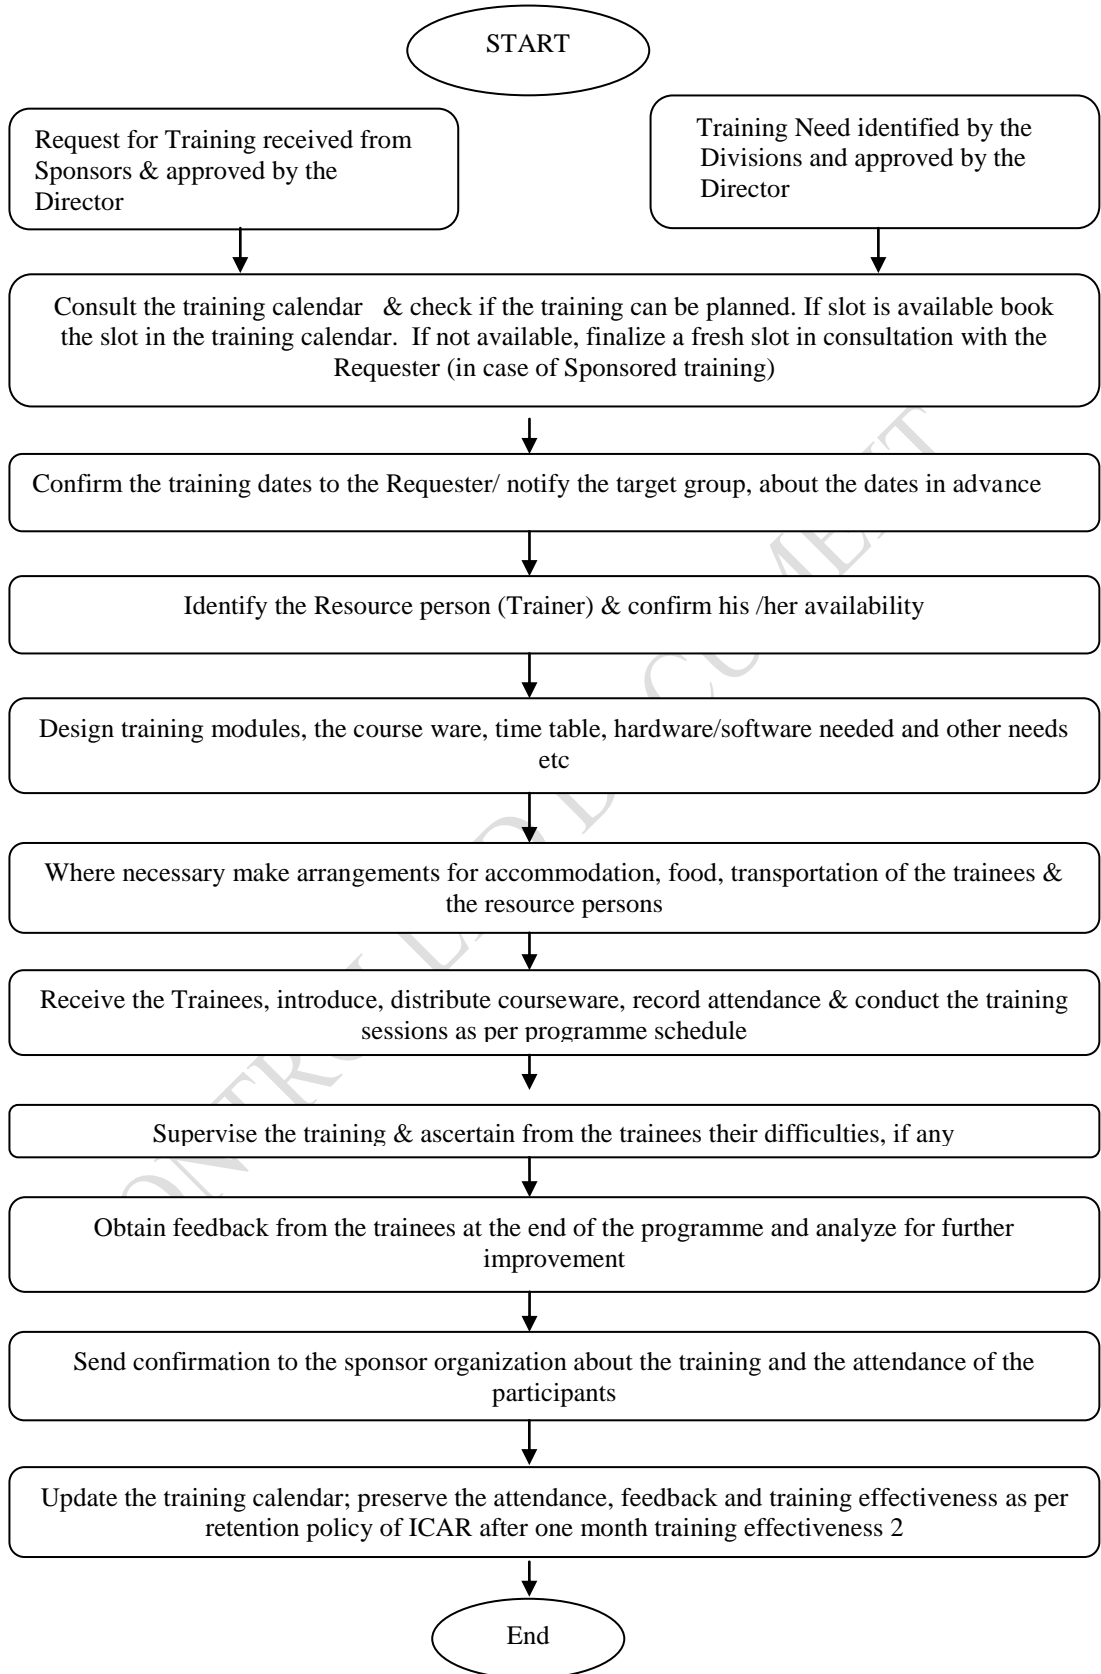 START
Request for Training received from
Sponsors & approved by the
Director
Training Need identified by the
Divisions and approved by the
Director
Consult the training calendar & check if the training can be planned. If slot is available book
the slot in the training calendar. If not available, finalize a fresh slot in consultation with the
Requester (in case of Sponsored training)
Confirm the training dates to the Requester/ notify the target group, about the dates in advance
Identify the Resource person (Trainer) & confirm his /her availability
Design training modules, the course ware, time table, hardware/software needed and other needs
etc
Where necessary make arrangements for accommodation, food, transportation of the trainees &
the resource persons
Receive the Trainees, introduce, distribute courseware, record attendance & conduct the training
sessions as per programme schedule
Supervise the training & ascertain from the trainees their difficulties, if any
Obtain feedback from the trainees at the end of the programme and analyze for further
improvement
Send confirmation to the sponsor organization about the training and the attendance of the
participants
Update the training calendar; preserve the attendance, feedback and training effectiveness as per
retention policy of ICAR after one month training effectiveness 2
End